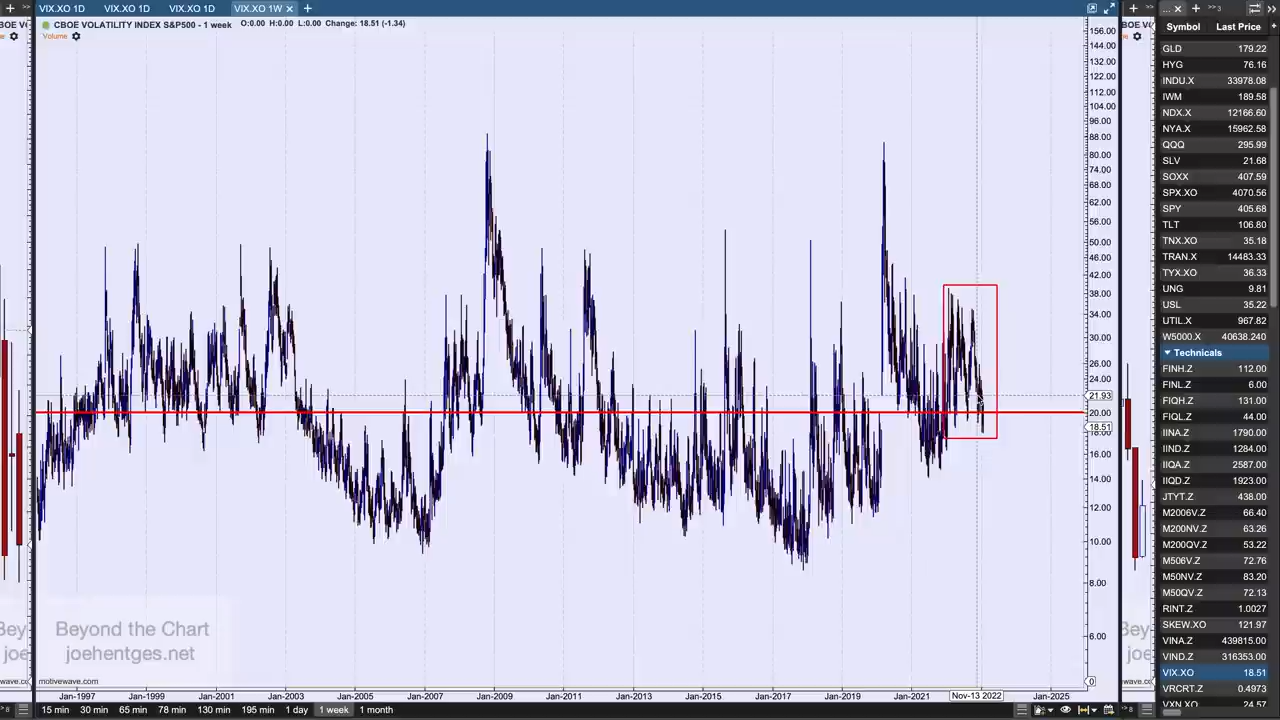 VIX.XO 1D VIX.XO 1D VIX.XO 1D VIX.XO 1W
CBOE VOLATILITY INDEX S&P500 - 1 week O:0.00 H:0.00 L:0.00 Change: 18.51 (-1.34)
Volume
156.00
144.00
132.00
122.00
112.00
104.00
96.00
88.00
80.00
74.00
68.00
62.00
56.00
50.00
46.00
42.00
38.00
34.00
30.00
26.00
24.00
21.93
20.00
18.51
18.00
16.00
14.00
12.00
10.00
8.00
6.00
0
Beyond the Chart
joehentges.net
motivewave.com
Jan-1997 Jan-1999 Jan-2001 Jan-2003 Jan-2005 Jan-2007 Jan-2009 Jan-2011 Jan-2013 Jan-2015 Jan-2017 Jan-2019 Jan-2021 Nov-13 2022 Jan-2025
15 min 30 min 65 min 78 min 130 min 195 min 1 day 1 week 1 month
Symbol Last Price
GLD 179.22
HYG 76.16
INDU.X 33978.08
IWM 189.58
NDX.X 12166.60
NYA.X 15962.58
QQQ 295.99
SLV 21.68
SOXX 407.59
SPX.XO 4070.56
SPY 405.68
TLT 106.80
TNX.XO 35.18
TRAN.X 14483.33
TYX.XO 36.33
UNG 9.81
USL 35.22
UTIL.X 967.82
W5000.X 40638.240
Technicals
FINH.Z 112.00
FINL.Z 6.00
FIQH.Z 131.00
FIQL.Z 44.00
IINA.Z 1790.00
IIND.Z 1284.00
IIQA.Z 2587.00
IIQD.Z 1923.00
JTYT.Z 438.00
M2006V.Z 66.40
M200NV.Z 63.26
M200QV.Z 53.22
M506V.Z 72.76
M50NV.Z 83.20
M50QV.Z 72.13
RINT.Z 1.0027
SKEW.XO 121.97
VINA.Z 439815.00
VIND.Z 316353.00
VIX.XO 18.51
VRCRT.Z 0.4973
VXN.XO 24.57